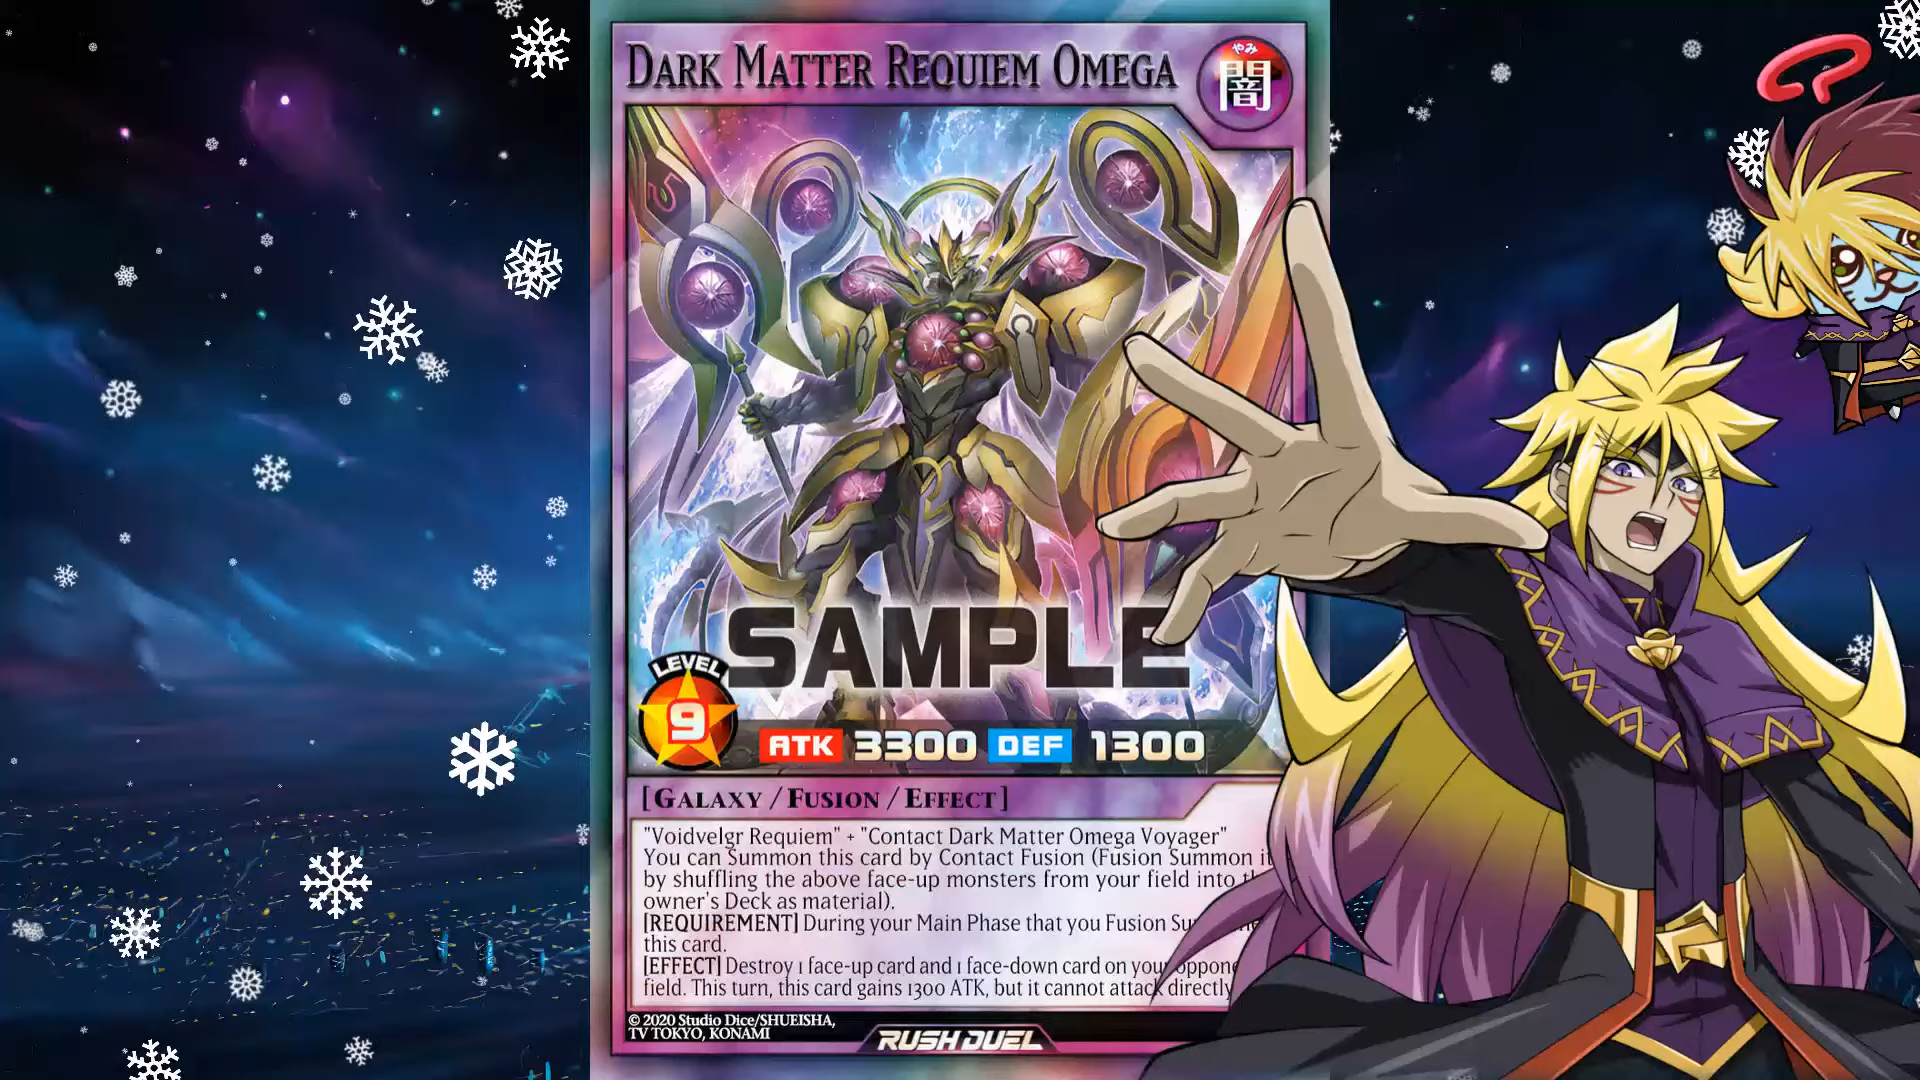 DARK MATTER REQUIEM OMEGA
やみ
闇
SAMPLE
LEVEL
9
ATK 3300 DEF 1300
[GALAXY / FUSION / EFFECT]
"Voidvelgr Requiem" + "Contact Dark Matter Omega Voyager"
You can Summon this card by Contact Fusion (Fusion Summon it
by shuffling the above face-up monsters from your field into
owner's Deck as material).
[REQUIREMENT] During your Main Phase that you Fusion
this card.
[EFFECT] Destroy 1 face-up card and 1 face-down card on your
field. This turn, this card gains 1300 ATK, but it cannot attack directly
© 2020 Studio Dice/SHUEISHA,
TV TOKYO, KONAMI
RUSH DUEL